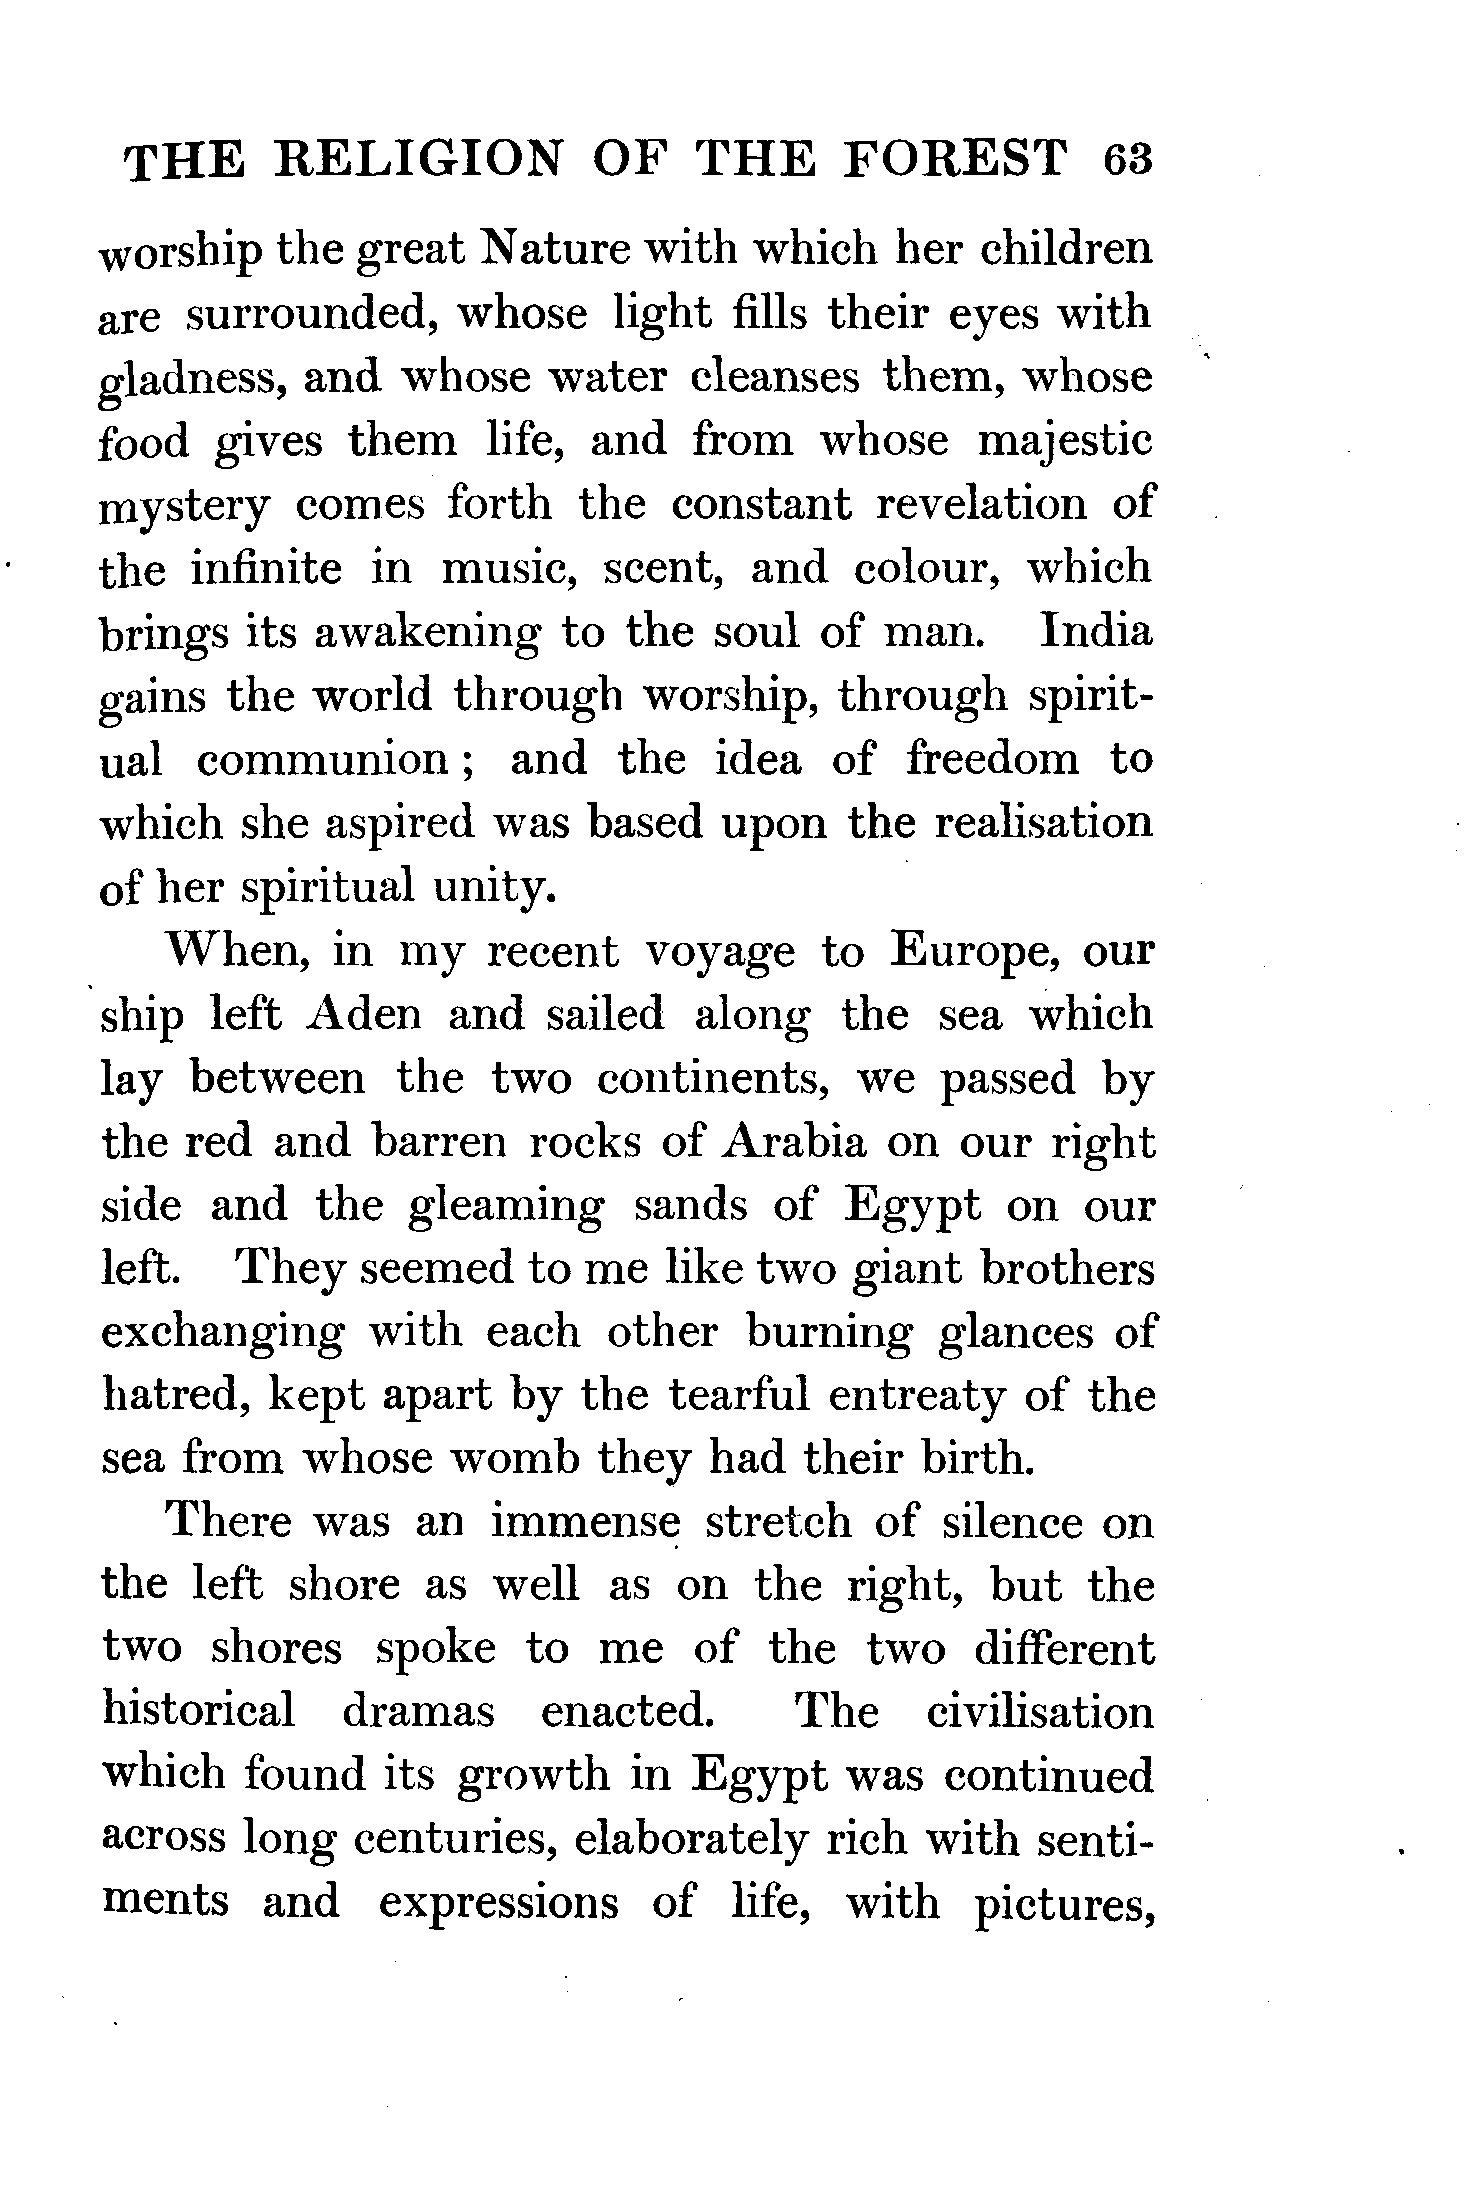 THE RELIGION OF THE FOREST 63
worship the great Nature with which her children
are surrounded, whose light fills their eyes with
gladness, and whose water cleanses them, whose
food gives them life, and from whose majestic
mystery comes forth the constant revelation of
the infinite in music, scent, and colour, which
brings its awakening to the soul of man. India
gains the world through worship, through spirit-
ual communion ; and the idea of freedom to
which she aspired was based upon the realisation
of her spiritual unity.
When, in my recent voyage to Europe, our
ship left Aden and sailed along the sea which
lay between the two continents, we passed by
the red and barren rocks of Arabia on our right
side and the gleaming sands of Egypt on our
left. They seemed to me like two giant brothers
exchanging with each other burning glances of
hatred, kept apart by the tearful entreaty of the
sea from whose womb they had their birth.
There was an immense stretch of silence on
the left shore as well as on the right, but the
two shores spoke to me of the two different
historical dramas enacted. The civilisation
which found its growth in Egypt was continued
across long centuries, elaborately rich with senti-
ments and expressions of life, with pictures,